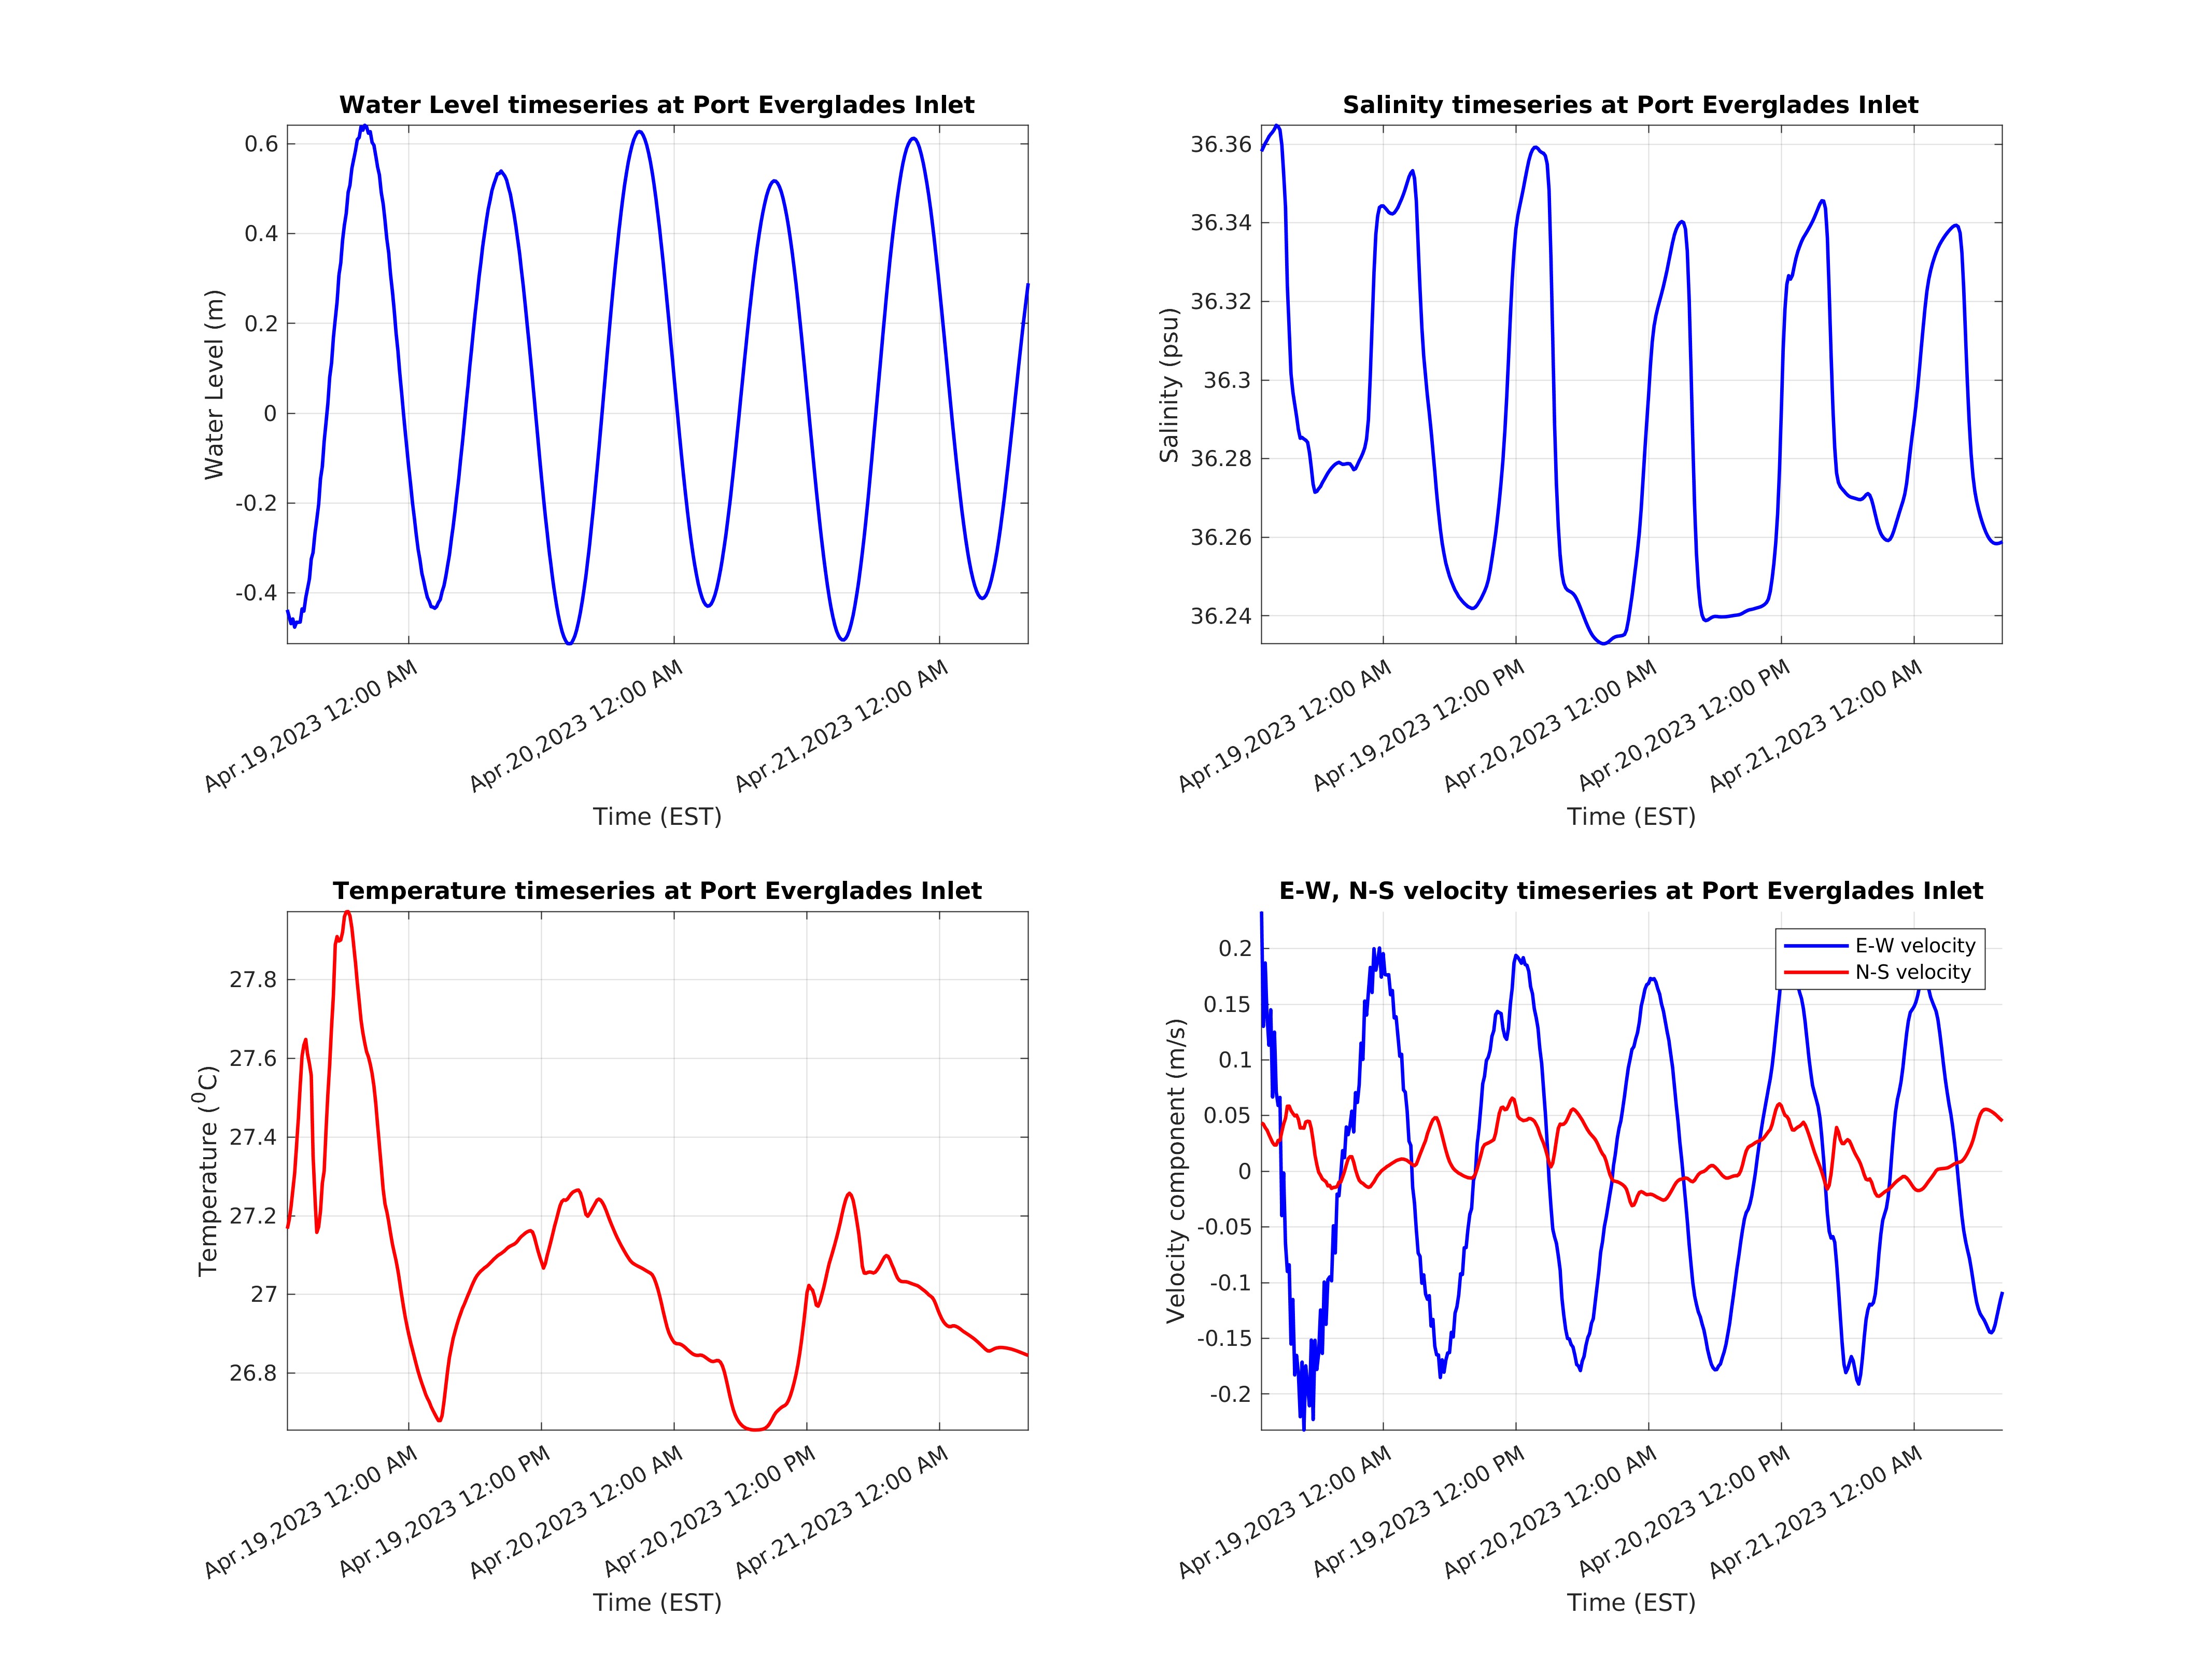 Water Level timeseries at Port Everglades Inlet
0.6
0.4
0.2
0
-0.2
-0.4
Water Level (m)
Apr.19,2023 12:00 AM
Apr.20,2023 12:00 AM
Apr.21,2023 12:00 AM
Time (EST)
Salinity timeseries at Port Everglades Inlet
36.36
36.34
36.32
36.3
36.28
36.26
36.24
Salinity (psu)
Apr.19,2023 12:00 AM
Apr.19,2023 12:00 PM
Apr.20,2023 12:00 AM
Apr.20,2023 12:00 PM
Apr.21,2023 12:00 AM
Time (EST)
Temperature timeseries at Port Everglades Inlet
27.8
27.6
27.4
27.2
27
26.8
Temperature (⁰C)
Apr.19,2023 12:00 AM
Apr.19,2023 12:00 PM
Apr.20,2023 12:00 AM
Apr.20,2023 12:00 PM
Apr.21,2023 12:00 AM
Time (EST)
E-W, N-S velocity timeseries at Port Everglades Inlet
E-W velocity
N-S velocity
0.2
0.15
0.1
0.05
0
-0.05
-0.1
-0.15
-0.2
Velocity component (m/s)
Apr.19,2023 12:00 AM
Apr.19,2023 12:00 PM
Apr.20,2023 12:00 AM
Apr.20,2023 12:00 PM
Apr.21,2023 12:00 AM
Time (EST)